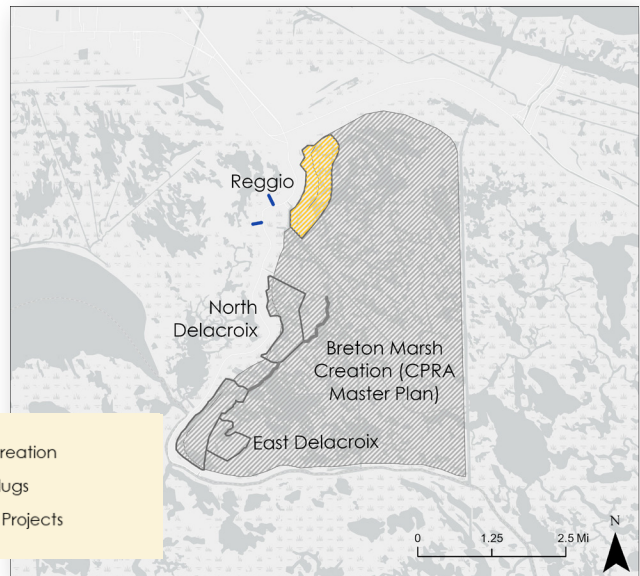 Reggio
North
Delacroix
Breton Marsh
Creation (CPRA
Master Plan)
East Delacroix
reation
lugs
Projects
0 1.25 2.5 Mi
N